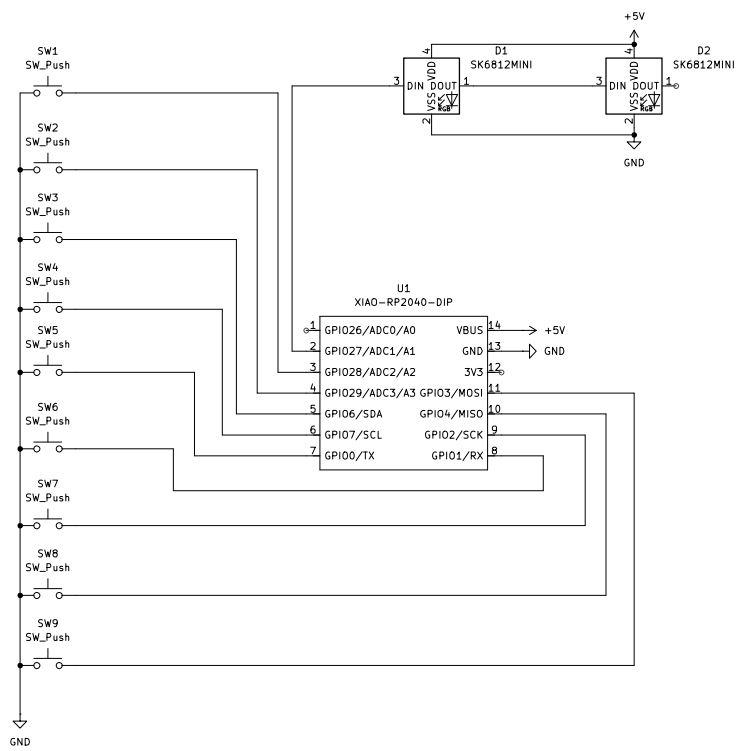 +5V
SW1
SW_Push
D1
SK6812MINI
D2
SK6812MINI
4
VDD
3
DIN
DOUT
1
VSS
RGB
2
4
VDD
3
DIN
DOUT
1
VSS
RGB
2
GND
SW2
SW_Push
SW3
SW_Push
SW4
SW_Push
SW5
SW_Push
SW6
SW_Push
SW7
SW_Push
SW8
SW_Push
SW9
SW_Push
GND
U1
XIAO-RP2040-DIP
1 GPIO26/ADC0/A0 VBUS 14 +5V
2 GPIO27/ADC1/A1 GND 13 GND
3 GPIO28/ADC2/A2 3V3 12
4 GPIO29/ADC3/A3 GPIO3/MOSI 11
5 GPIO6/SDA GPIO4/MISO 10
6 GPIO7/SCL GPIO2/SCK 9
7 GPIO0/TX GPIO1/RX 8